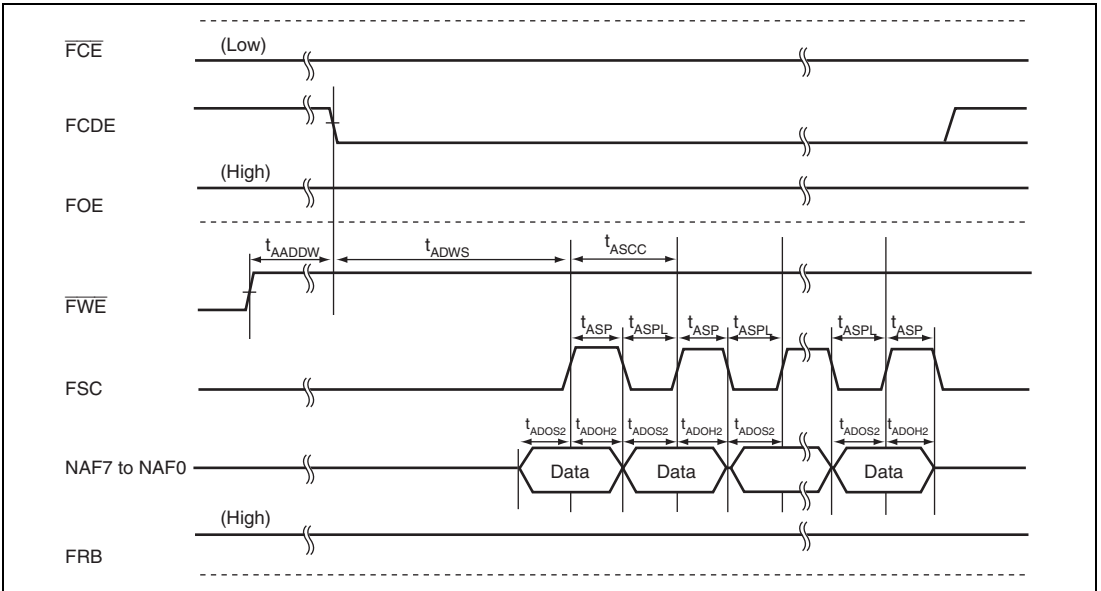 FCE (Low)
FCDE
(High)
FOE
tAADDW tADWS tASCC
FWE
tASP tASPL tASP tASPL tASPL tASP
FSC
tADOS2 tADOH2 tADOS2 tADOH2 tADOS2 tADOS2 tADOH2
NAF7 to NAF0 Data Data Data
(High)
FRB